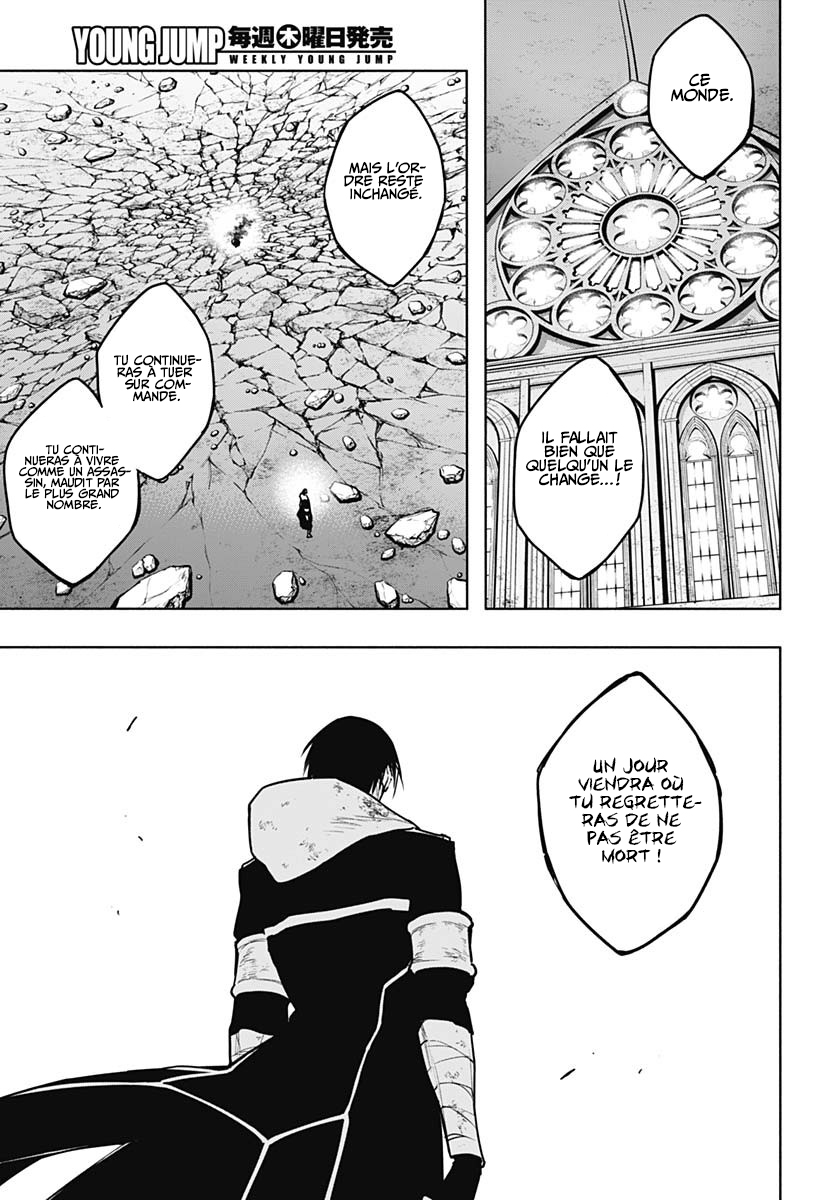 YOUNG JUMP 毎週木曜日発売
WEEKLY YOUNG JUMP
CE
MONDE.
IL FALLAIT
BIEN QUE
QUELQU'UN LE
CHANGE...!
MAIS L'OR-
DRE RESTE
INCHANGÉ.
TU CONTINUE-
RAS À TUER
SUR COM-
MANDE.
TU CONTI-
NUERAS À VIVRE
COMME UN ASSAS-
SIN, MAUDIT PAR
LE PLUS GRAND
NOMBRE.
UN JOUR
VIENDRA OÙ
TU REGRETTE-
RAS DE NE
PAS ÊTRE
MORT !